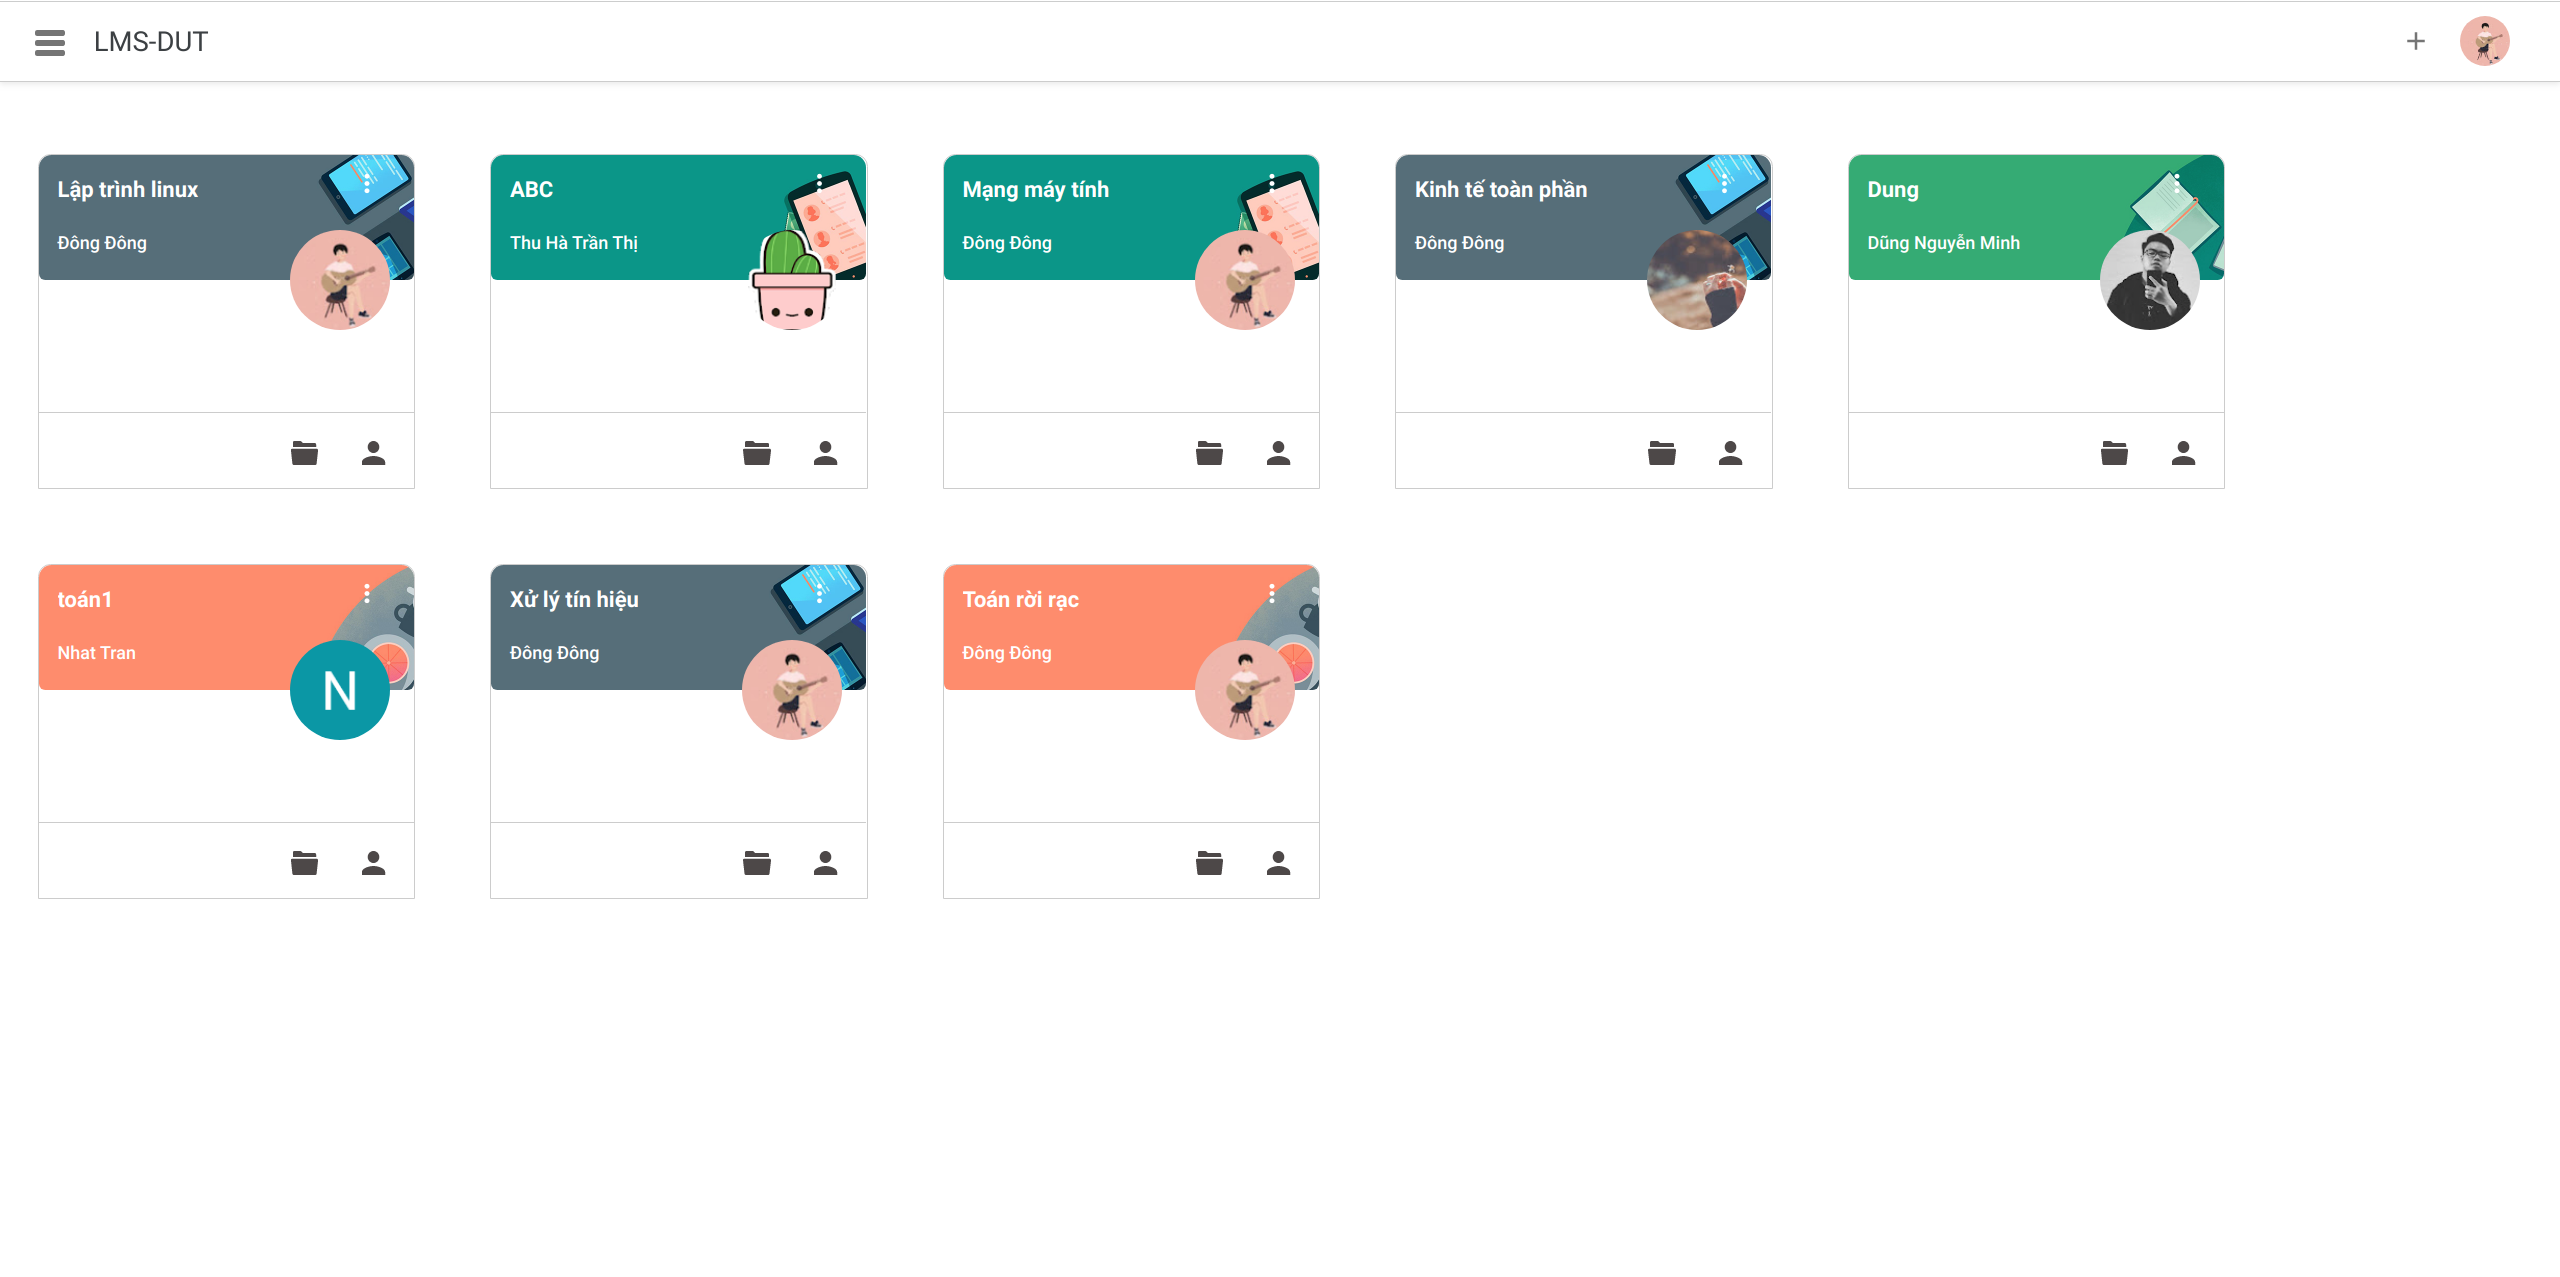 LMS-DUT
Lập trình linux
Đông Đông
ABC
Thu Hà Trần Thị
Mạng máy tính
Đông Đông
Kinh tế toàn phần
Đông Đông
Dung
Dũng Nguyễn Minh
toán1
Nhat Tran
N
Xử lý tín hiệu
Đông Đông
Toán rời rạc
Đông Đông